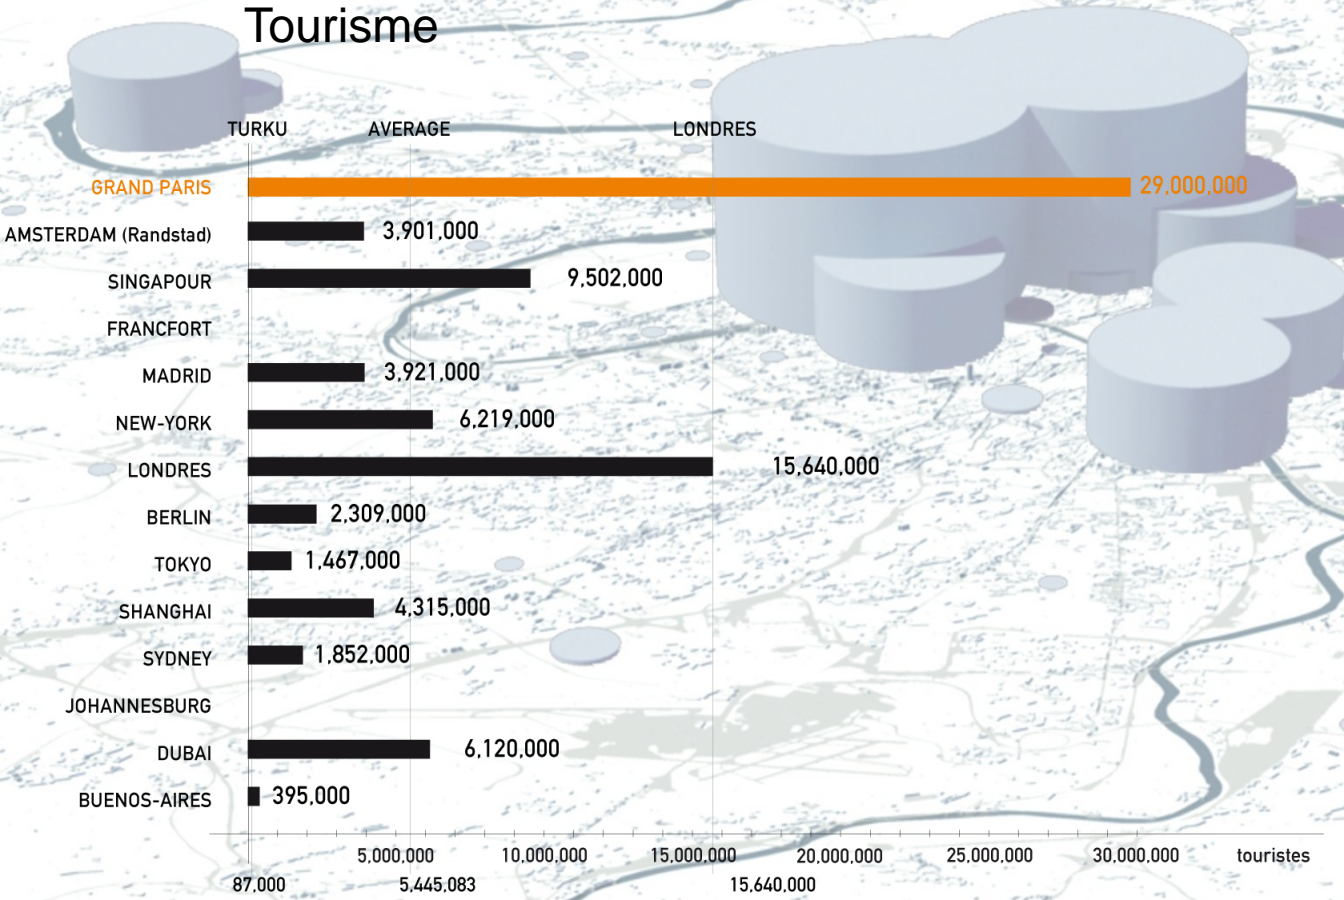 Tourisme
TURKU AVERAGE LONDRES
GRAND PARIS 29,000,000
AMSTERDAM (Randstad) 3,901,000
SINGAPOUR 9,502,000
FRANCFORT
MADRID 3,921,000
NEW-YORK 6,219,000
LONDRES 15,640,000
BERLIN 2,309,000
TOKYO 1,467,000
SHANGHAI 4,315,000
SYDNEY 1,852,000
JOHANNESBURG
DUBAI 6,120,000
BUENOS-AIRES 395,000
5.000.000 10,000,000 15,000,000 20,000,000 25,000,000 30,000,000 touristes
87,000 5,445.083 15.640,000